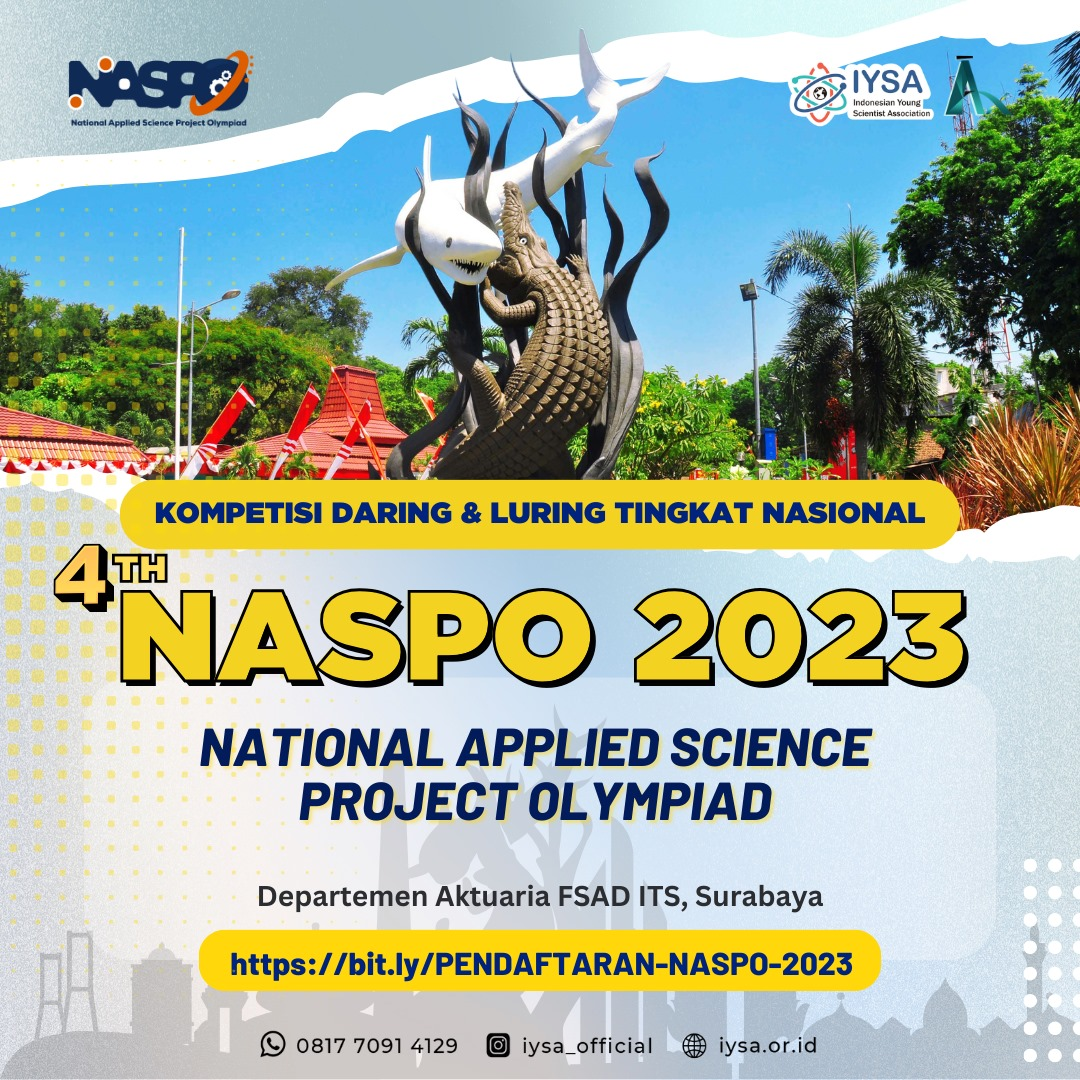 NASPO
National Applied Science Project Olympiad
IYSA
Indonesian Young
Scientist Association
KOMPETISI DARING & LURING TINGKAT NASIONAL
4TH
NASPO 2023
NATIONAL APPLIED SCIENCE
PROJECT OLYMPIAD
Departemen Aktuaria FSAD ITS, Surabaya
https://bit.ly/PENDAFTARAN-NASPO-2023
0817 7091 4129 iysa_official iysa.or.id